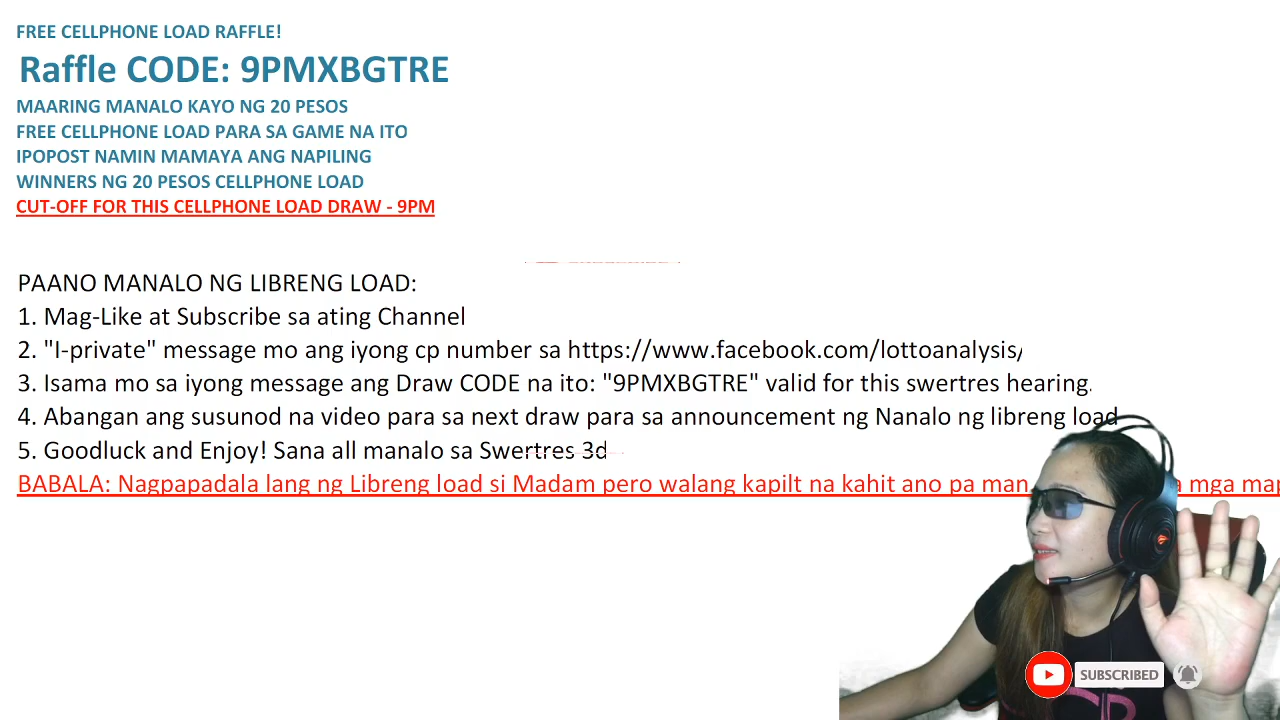 FREE CELLPHONE LOAD RAFFLE!
Raffle CODE: 9PMXBGTRE
MAARING MANALO KAYO NG 20 PESOS
FREE CELLPHONE LOAD PARA SA GAME NA ITO
IPOPOST NAMIN MAMAYA ANG NAPILING
WINNERS NG 20 PESOS CELLPHONE LOAD
CUT-OFF FOR THIS CELLPHONE LOAD DRAW - 9PM
PAANO MANALO NG LIBRENG LOAD:
1. Mag-Like at Subscribe sa ating Channel
2. "I-private" message mo ang iyong cp number sa https://www.facebook.com/lottoanalysis/
3. Isama mo sa iyong message ang Draw CODE na ito: "9PMXBGTRE" valid for this swertres hearing.
4. Abangan ang susunod na video para sa next draw para sa announcement ng Nanalo ng libreng load
5. Goodluck and Enjoy! Sana all manalo sa Swertres 3d
BABALA: Nagpapadala lang ng Libreng load si Madam pero walang kapilt na kahit ano pa man mga
SUBSCRIBED